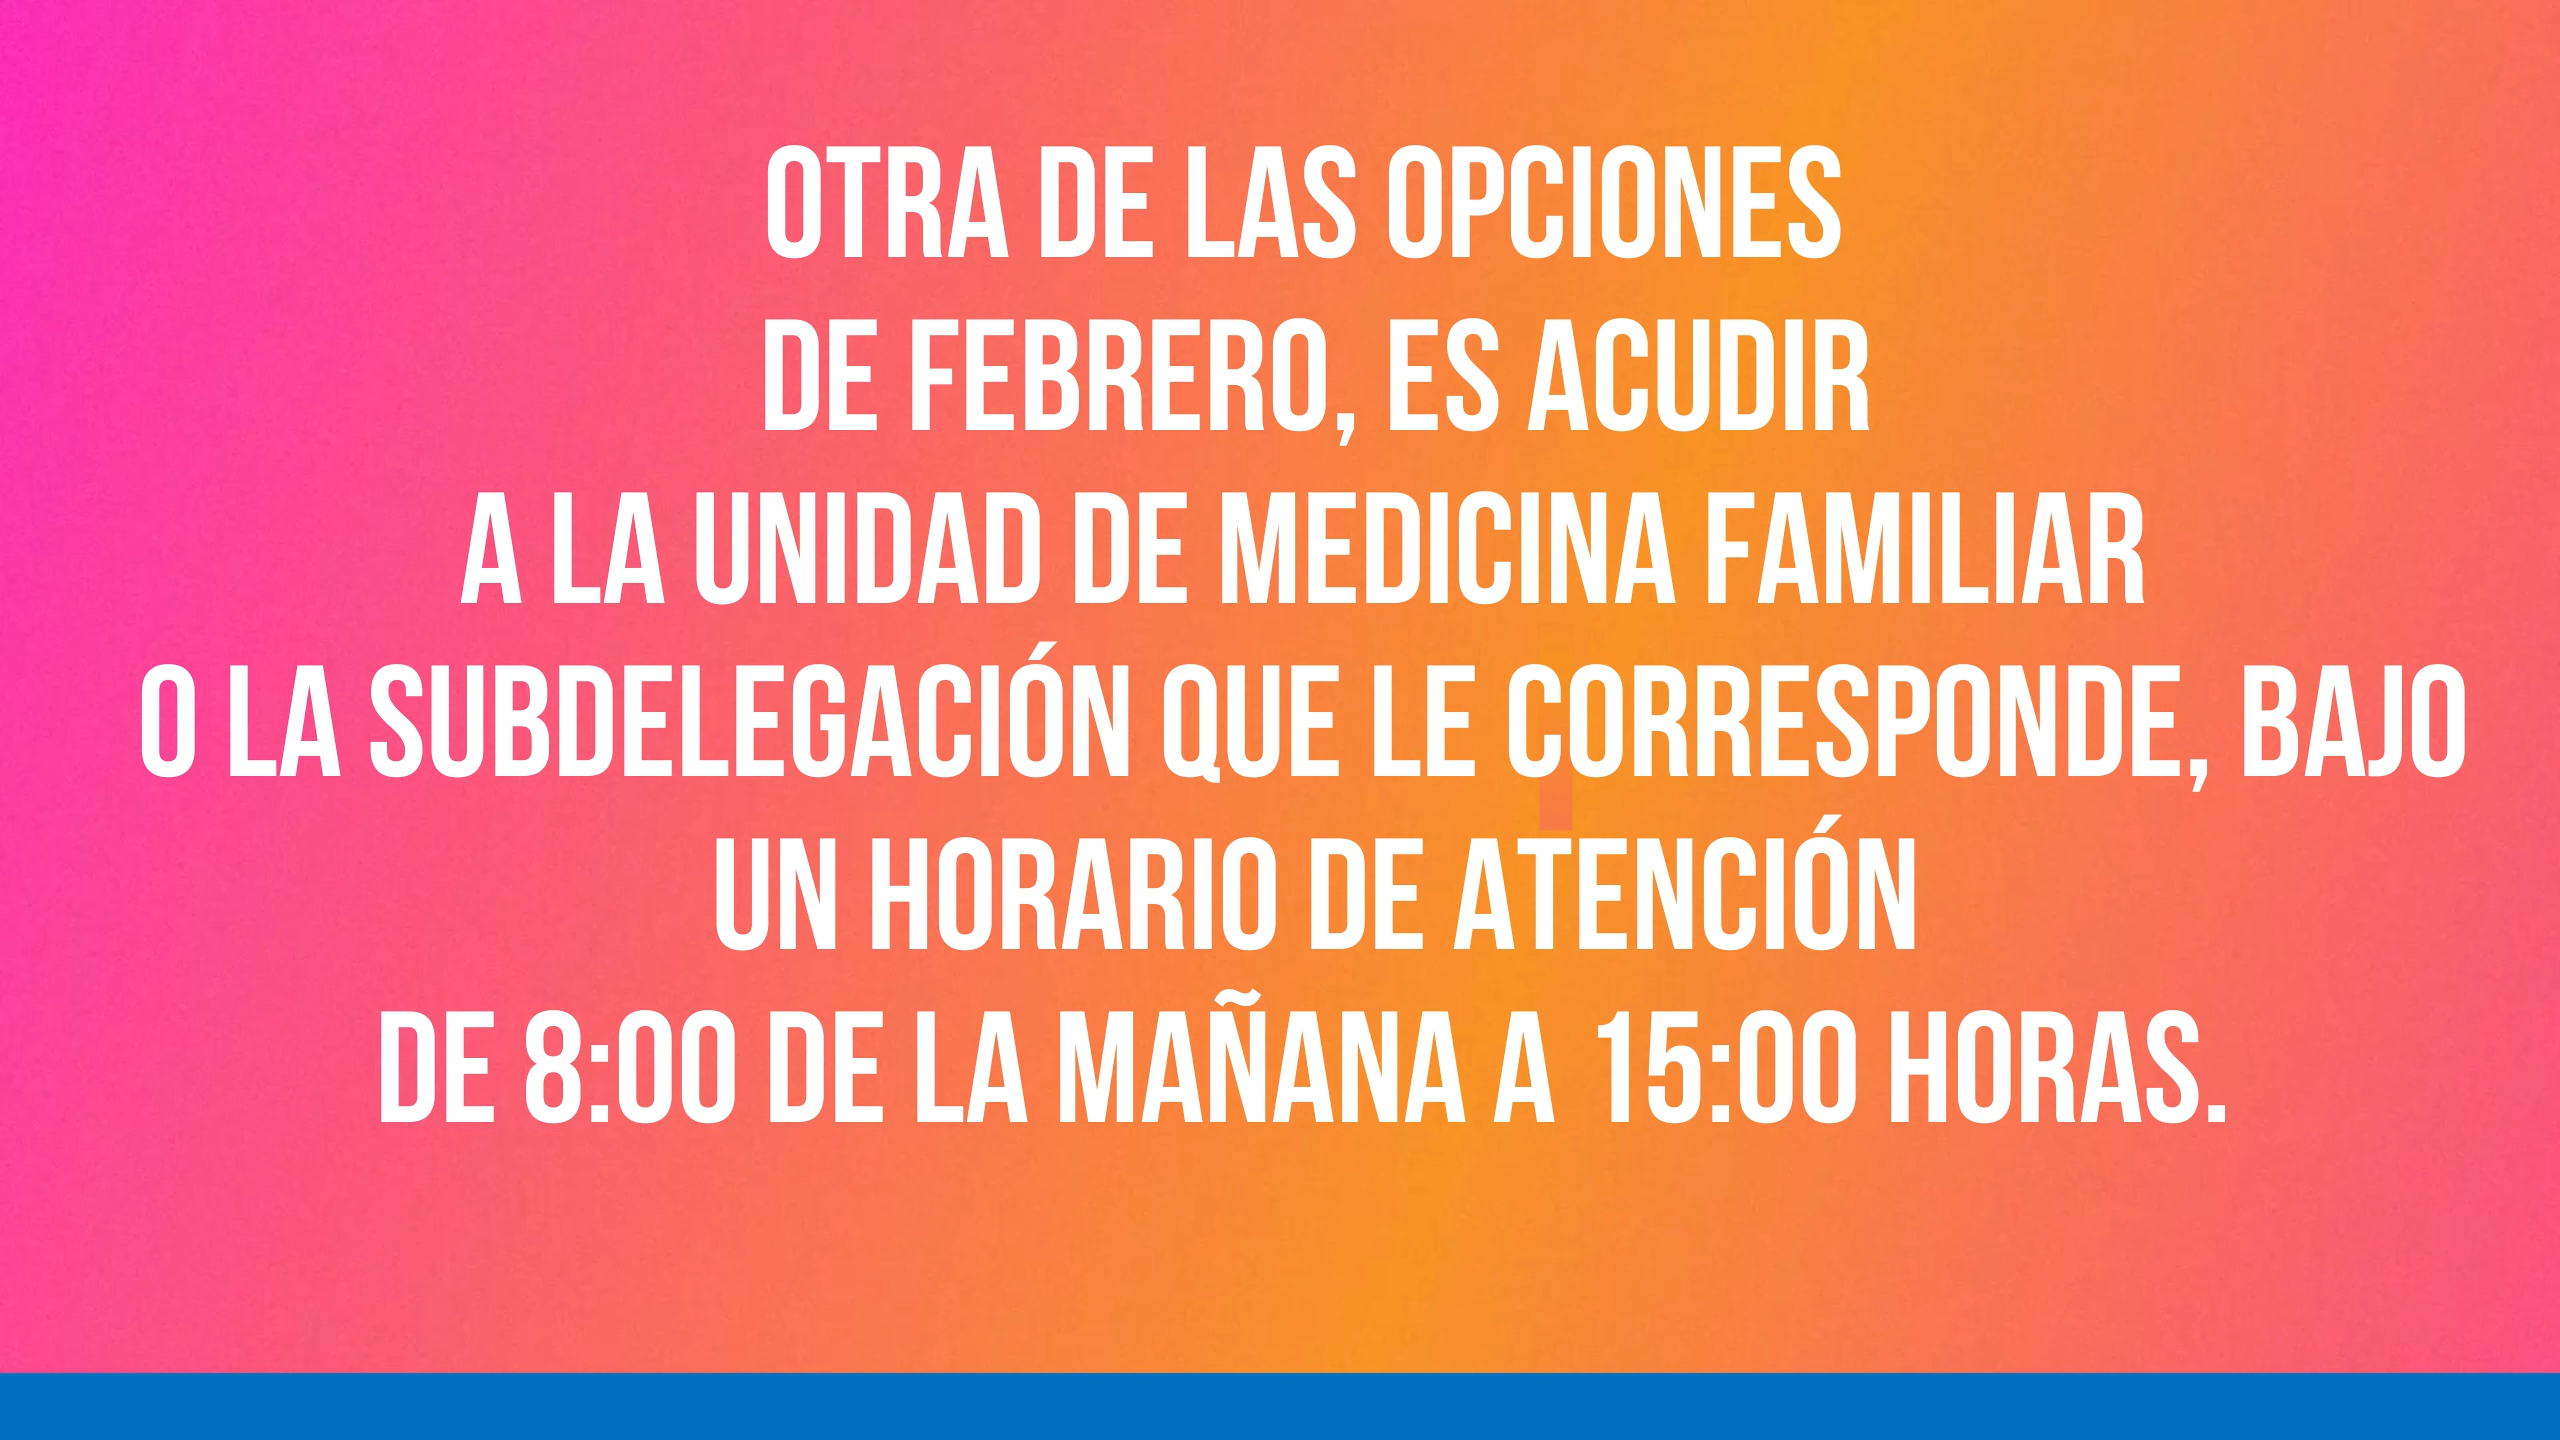 OTRA DE LAS OPCIONES
DE FEBRERO, ES ACUDIR
A LA UNIDAD DE MEDICINA FAMILIAR
O LA SUBDELEGACIÓN QUE LE CORRESPONDE, BAJO
UN HORARIO DE ATENCIÓN
DE 8:00 DE LA MAÑANA A 15:00 HORAS.